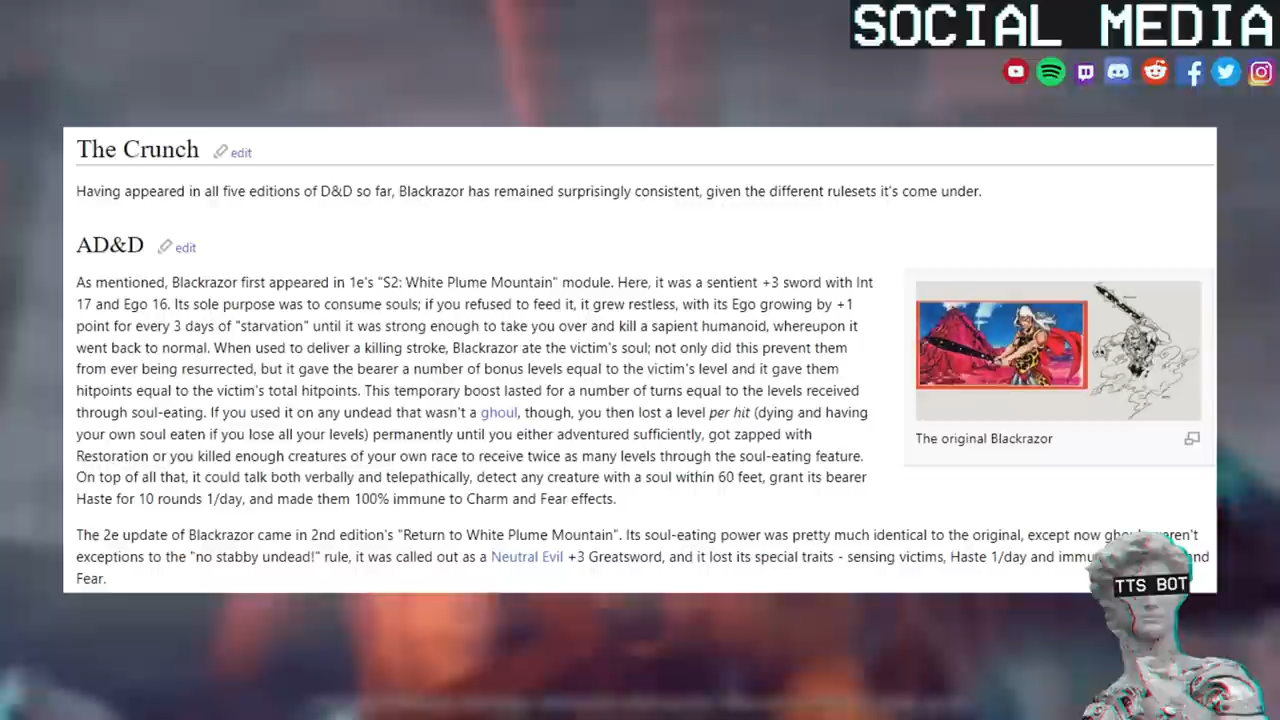 SOCIAL MEDIA
The Crunch edit
Having appeared in all five editions of D&D so far, Blackrazor has remained surprisingly consistent, given the different rulesets it's come under.
AD&D edit
As mentioned, Blackrazor first appeared in 1e's "S2: White Plume Mountain" module. Here, it was a sentient +3 sword with Int
17 and Ego 16. Its sole purpose was to consume souls; if you refused to feed it, it grew restless, with its Ego growing by +1
point for every 3 days of "starvation" until it was strong enough to take you over and kill a sapient humanoid, whereupon it
went back to normal. When used to deliver a killing stroke, Blackrazor ate the victim's soul; not only did this prevent them
from ever being resurrected, but it gave the bearer a number of bonus levels equal to the victim's level and it gave them
hitpoints equal to the victim's total hitpoints. This temporary boost lasted for a number of turns equal to the levels received
through soul-eating. If you used it on any undead that wasn't a ghoul, though, you then lost a level per hit (dying and having
your own soul eaten if you lose all your levels) permanently until you either adventured sufficiently, got zapped with
Restoration or you killed enough creatures of your own race to receive twice as many levels through the soul-eating feature.
On top of all that, it could talk both verbally and telepathically, detect any creature with a soul within 60 feet, grant its bearer
Haste for 10 rounds 1/day, and made them 100% immune to Charm and Fear effects.
The original Blackrazor
The 2e update of Blackrazor came in 2nd edition's "Return to White Plume Mountain". Its soul-eating power was pretty much identical to the original, except now
exceptions to the "no stabby undead!" rule, it was called out as a Neutral Evil +3 Greatsword, and it lost its special traits - sensing victims, Haste 1/day and
Fear.
TTS BOT